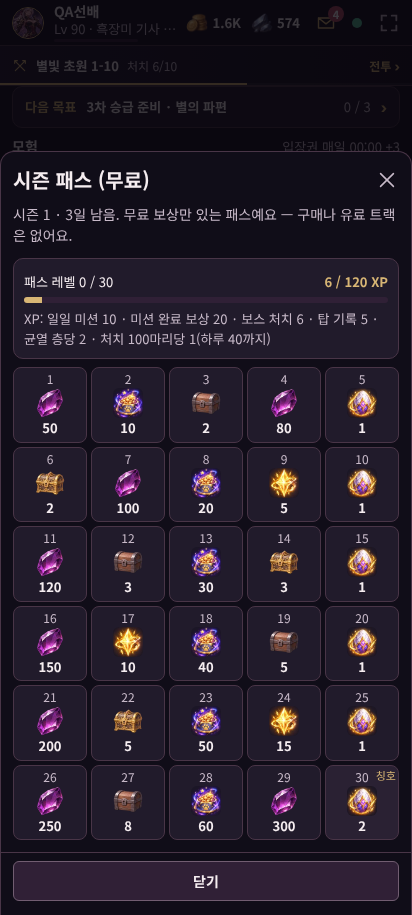 QA선배
Lv 90 · 흑장미 기사 ···
1.6K
574
4
별빛 초원 1-10 처치 6/10
전투 ›
다음 목표 3차 승급 준비 · 별의 파편 0 / 3 ›
모험 입장권 매일 00:00 +3
시즌 패스 (무료)
시즌 1 · 3일 남음. 무료 보상만 있는 패스예요 — 구매나 유료 트랙
은 없어요.
패스 레벨 0 / 30
6 / 120 XP
XP: 일일 미션 10 · 미션 완료 보상 20 · 보스 처치 6 · 탑 기록 5 ·
균열 층당 2 · 처치 100마리당 1(하루 40까지)
1 2 3 4 5
50 10 2 80 1
6 7 8 9 10
2 100 20 5 1
11 12 13 14 15
120 3 30 3 1
16 17 18 19 20
150 10 40 5 1
21 22 23 24 25
200 5 50 15 1
26 27 28 29 30 칭호
250 8 60 300 2
닫기